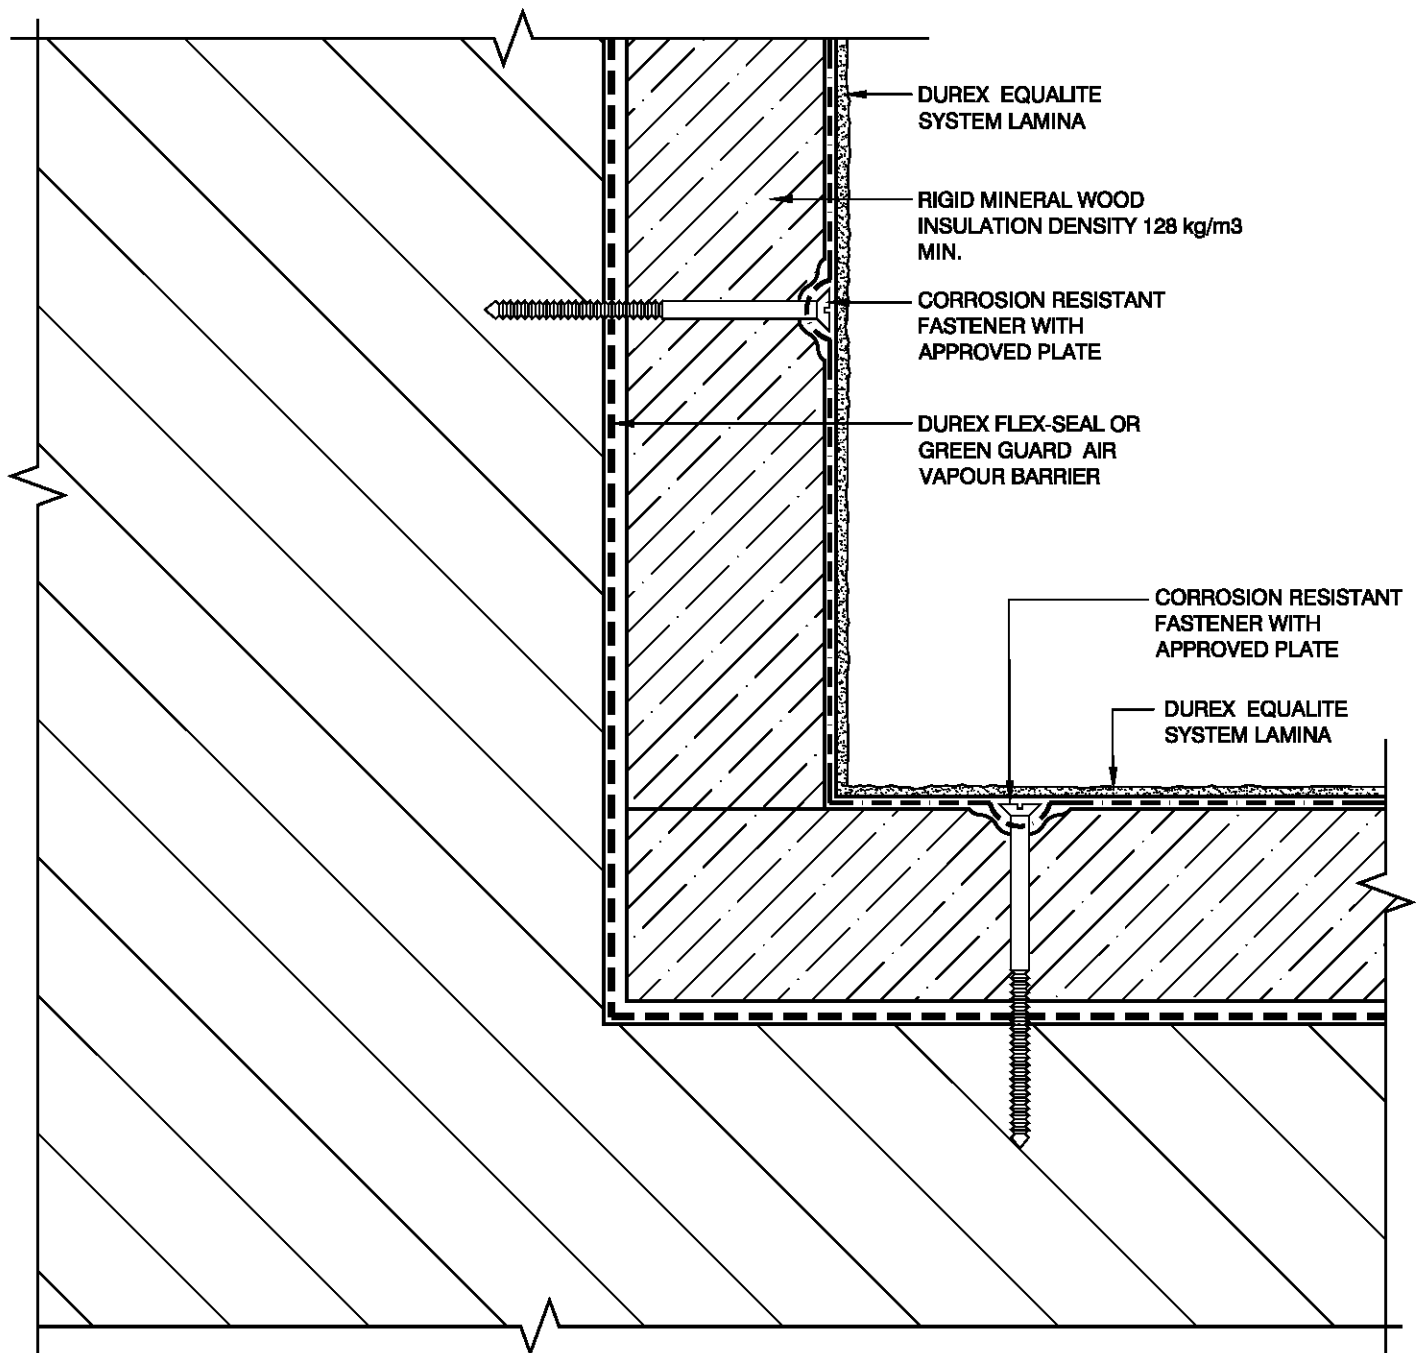 DUREX EQUALITE
SYSTEM LAMINA
RIGID MINERAL WOOD
INSULATION DENSITY 128 kg/m3
MIN.
CORROSION RESISTANT
FASTENER WITH
APPROVED PLATE
DUREX FLEX-SEAL OR
GREEN GUARD AIR
VAPOUR BARRIER
CORROSION RESISTANT
FASTENER WITH
APPROVED PLATE
DUREX EQUALITE
SYSTEM LAMINA